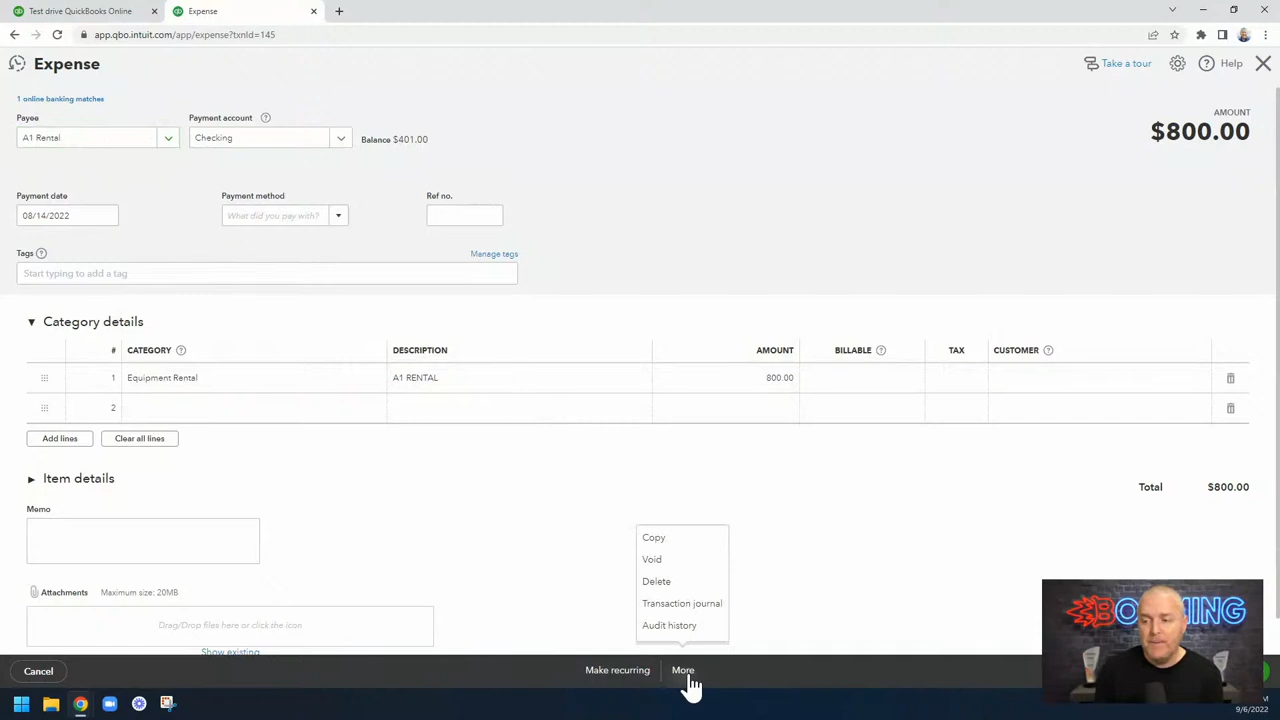 Test drive QuickBooks Online
Expense
app.qbo.intuit.com/app/expense?txnId=145
Expense
Take a tour
Help
1 online banking matches
Payee
Payment account
AMOUNT
A1 Rental
Checking
Balance $401.00
$800.00
Payment date
Payment method
Ref no.
08/14/2022
What did you pay with?
Tags
Manage tags
Start typing to add a tag
Category details
# CATEGORY DESCRIPTION AMOUNT BILLABLE TAX CUSTOMER
1 Equipment Rental A1 RENTAL 800.00
2
Add lines
Clear all lines
Item details
Total $800.00
Memo
Copy
Void
Delete
Transaction journal
Audit history
Attachments Maximum size: 20MB
Drag/Drop files here or click the icon
Show existing
Cancel
Make recurring
More
BOOMING
9/6/2022